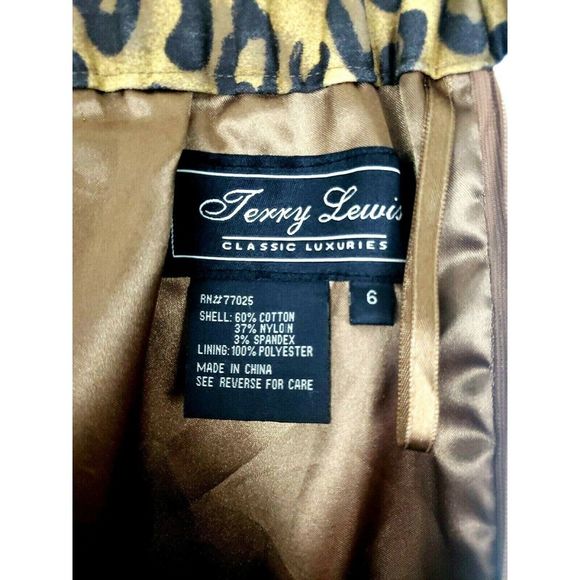 Terry Lewis
CLASSIC LUXURIES
6
RN#77025
SHELL: 60% COTTON
37% NYLON
3% SPANDEX
LINING: 100% POLYESTER
MADE IN CHINA
SEE REVERSE FOR CARE